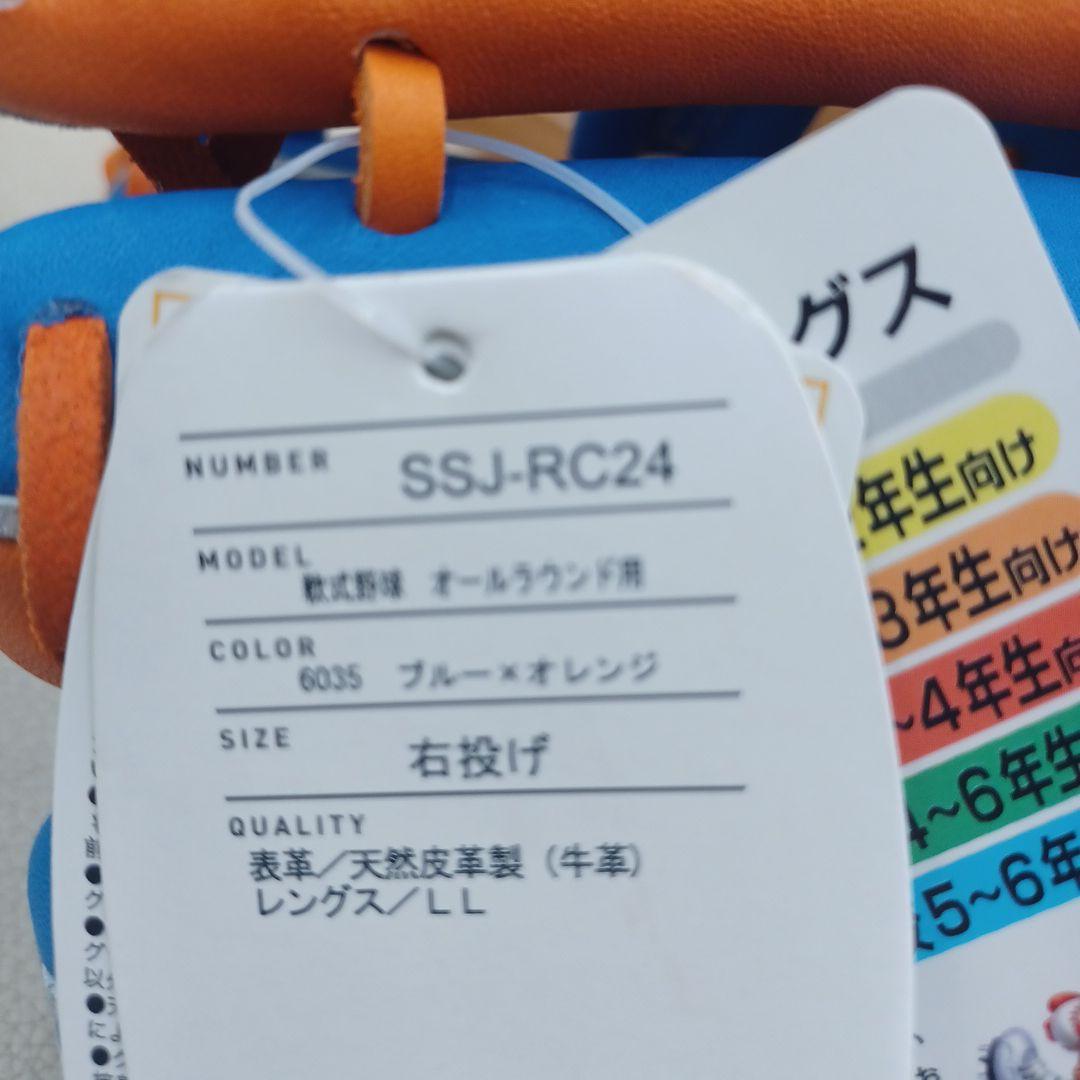 NUMBER SSJ-RC24
MODEL
軟式野球 オールラウンド用
COLOR
6035 ブルー×オレンジ
SIZE 右投げ
QUALITY
表革/天然皮革製(牛革)
レングス/LL
グス
年生向け
3年生向け
~4年生向
4~6年生
5~6年